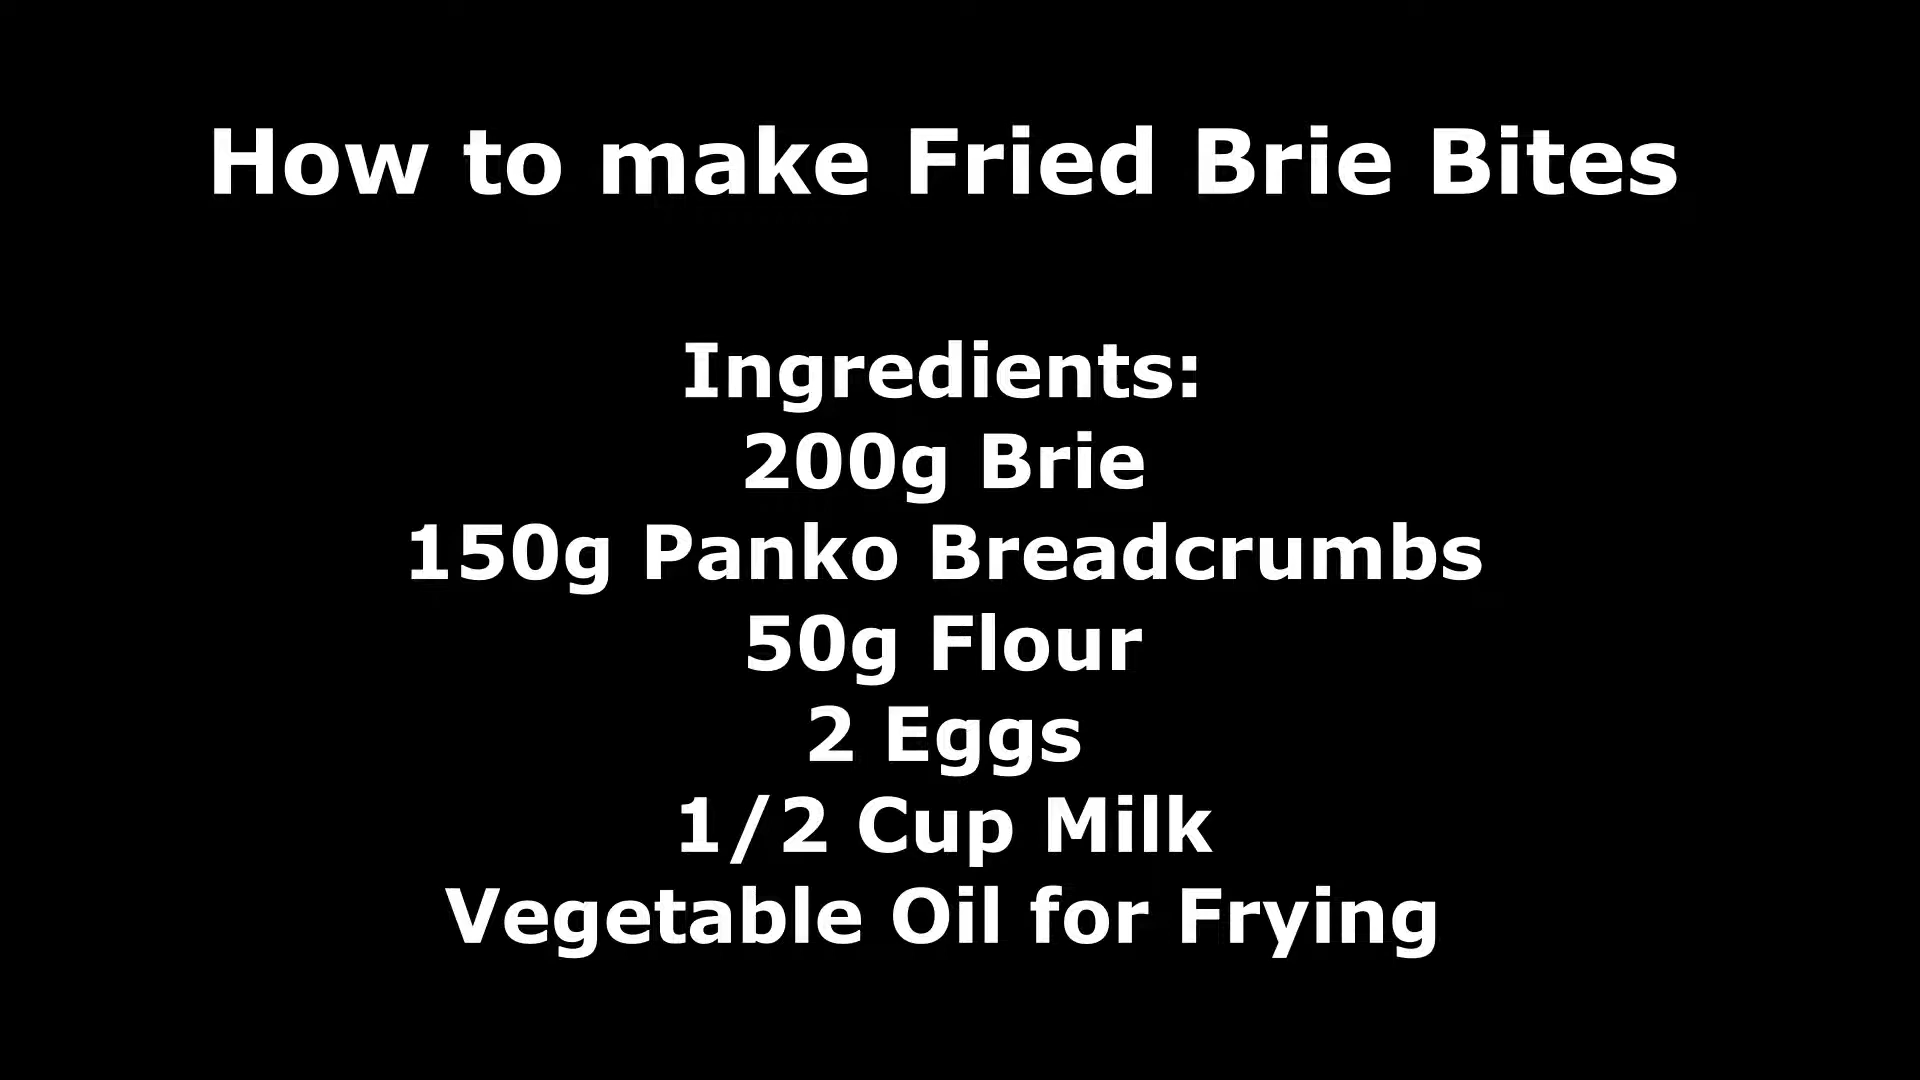 How to make Fried Brie Bites
Ingredients:
200g Brie
150g Panko Breadcrumbs
50g Flour
2 Eggs
1/2 Cup Milk
Vegetable Oil for Frying